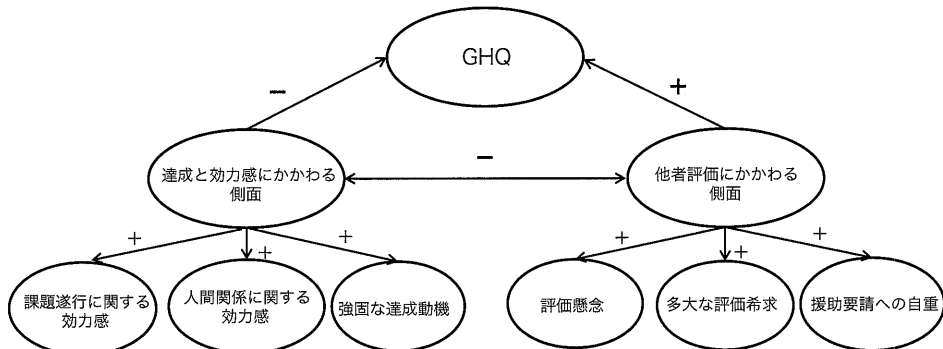 GHQ
−
+
−
達成と効力感にかかわる
側面
他者評価にかかわる
側面
+
+
+
+
+
+
課題遂行に関する
効力感
人間関係に関する
効力感
強固な達成動機
評価懸念
多大な評価希求
援助要請への自重